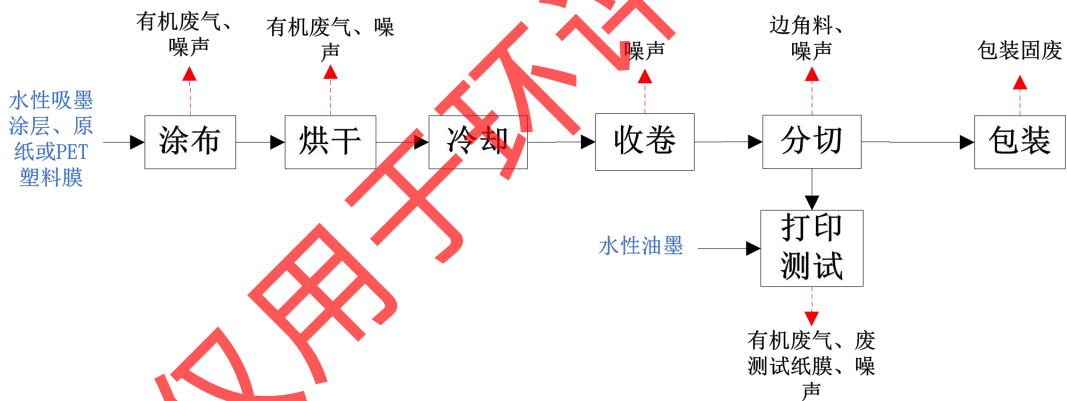 有机废气、
噪声
有机废气、噪
声
噪声
边角料、
噪声
包装固废
水性吸墨
涂层、原
纸或PET
塑料膜
涂布
烘干
冷却
收卷
分切
包装
水性油墨
打印
测试
有机废气、废
测试纸膜、噪
声
仅用于环评